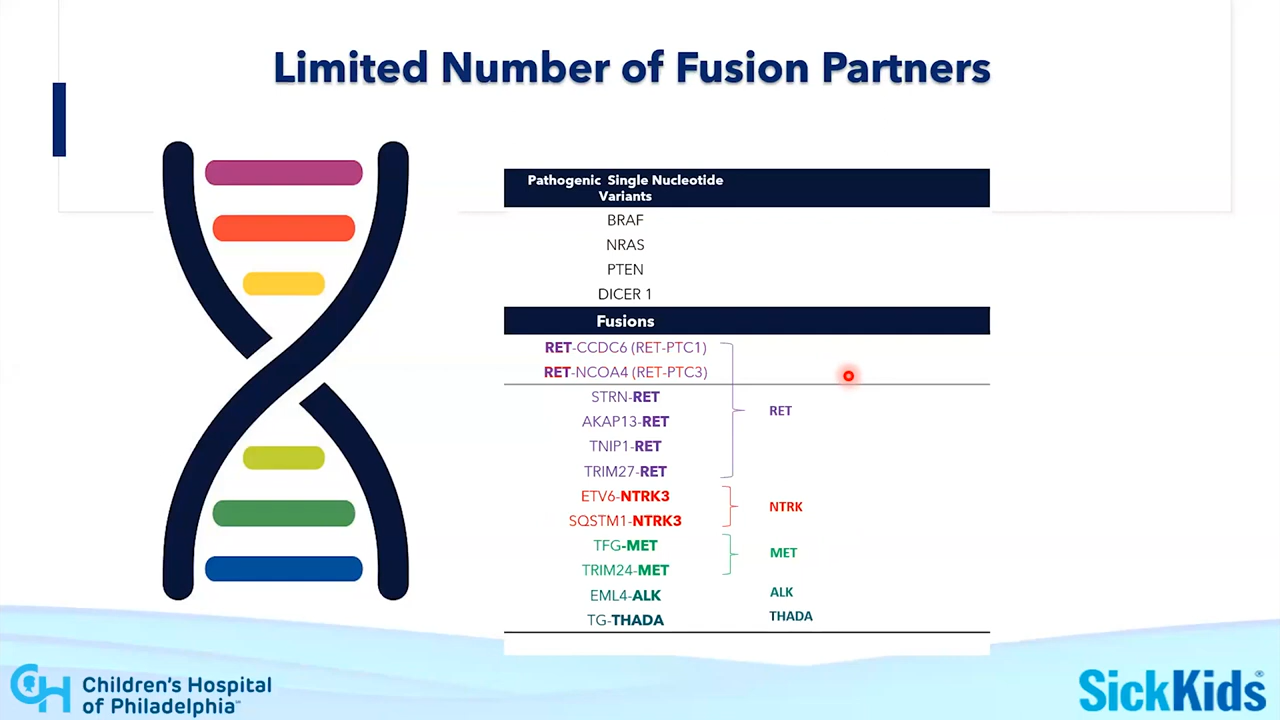 Limited Number of Fusion Partners
Pathogenic Single Nucleotide
Variants
BRAF
NRAS
PTEN
DICER 1
Fusions
RET-CCDC6 (RET-PTC1)
RET-NCOA4 (RET-PTC3)
STRN-RET
AKAP13-RET
TNIP1-RET
TRIM27-RET
RET
ETV6-NTRK3
SQSTM1-NTRK3
NTRK
TFG-MET
TRIM24-MET
MET
EML4-ALK
ALK
TG-THADA
THADA
CH Children's Hospital
of Philadelphia
SickKids®